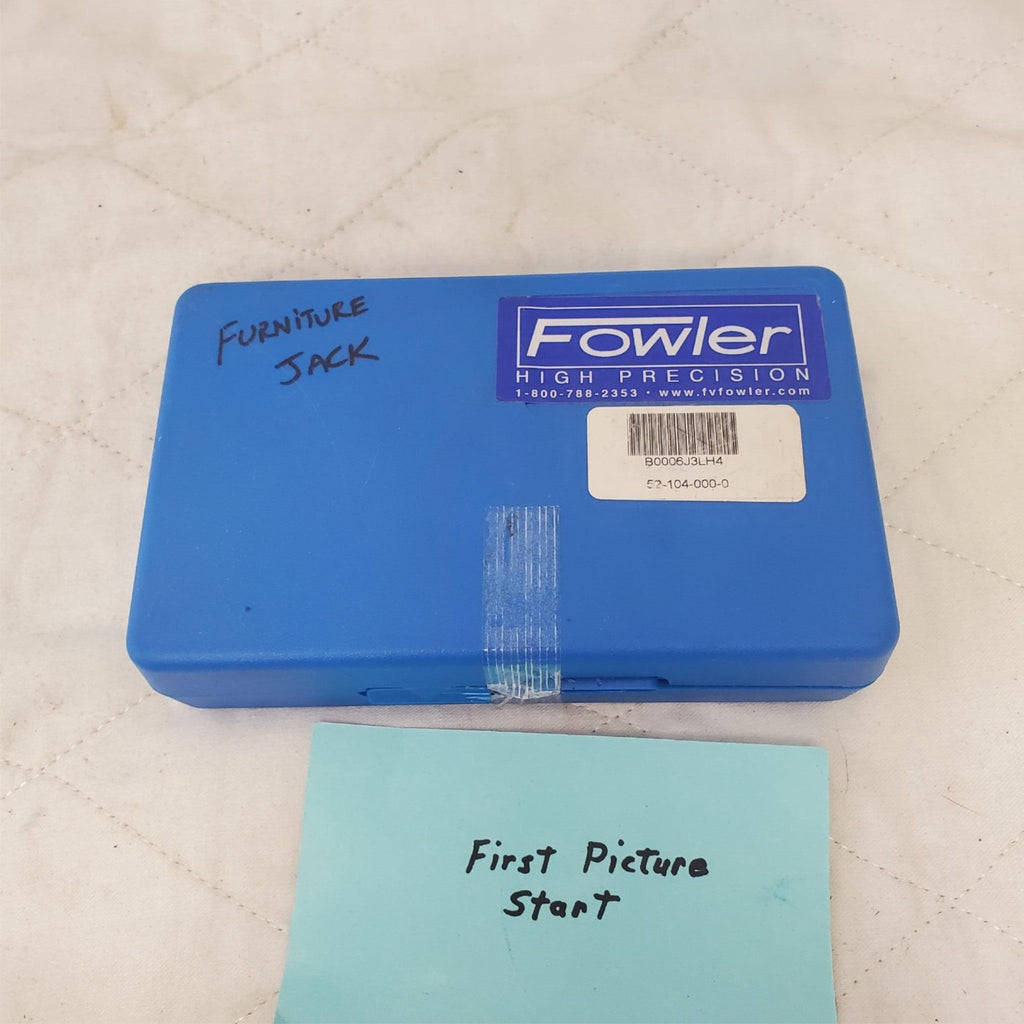 FURNITURE
JACK
Fowler
HIGH PRECISION
1-800-788-2353 · www.fvfowler.com
B0006J3LH4
52-104-000-0
First Picture
Start